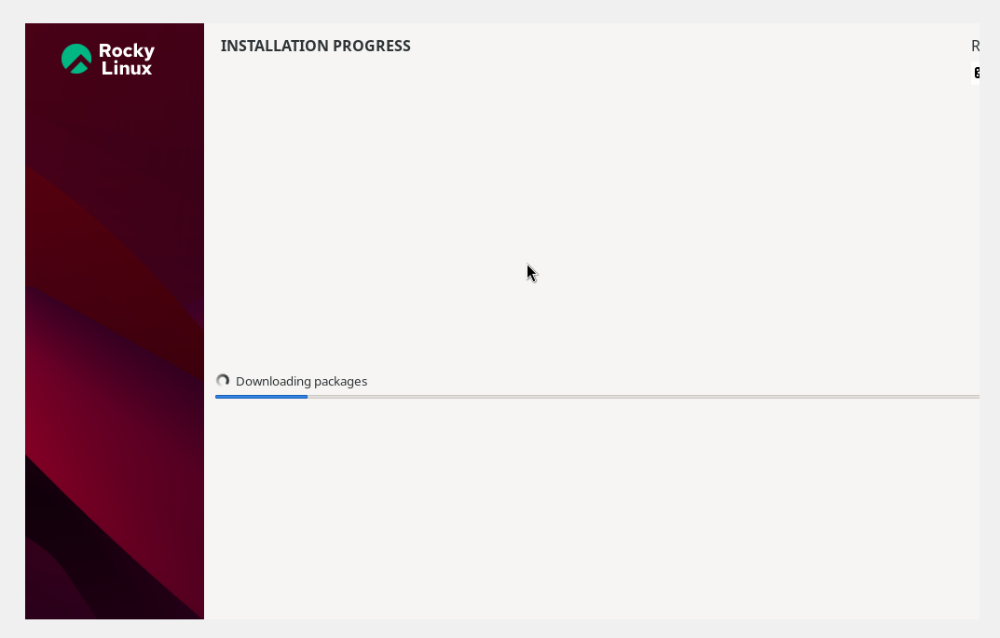 Rocky
Linux
INSTALLATION PROGRESS
R
Downloading packages